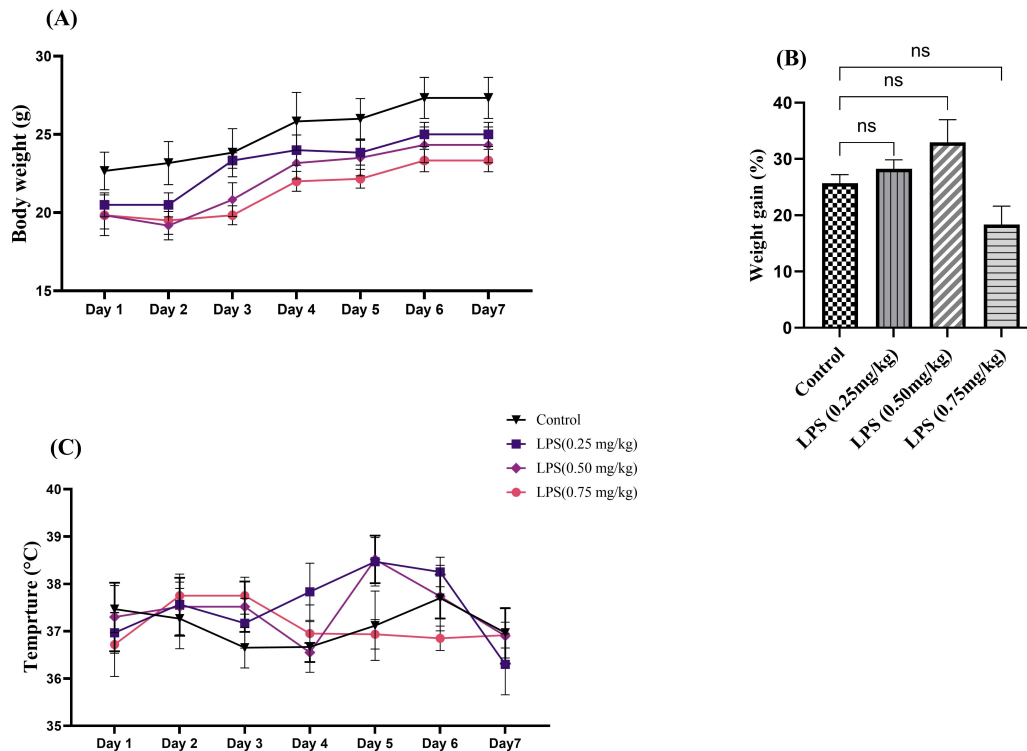 (A)
30
25
20
15
Body weight (g)
Day 1 Day 2 Day 3 Day 4 Day 5 Day 6 Day7
(B)
ns
ns
ns
40
30
20
10
0
Weight gain (%)
Control
LPS (0.25mg/kg)
LPS (0.50mg/kg)
LPS (0.75mg/kg)
Control
LPS(0.25 mg/kg)
LPS(0.50 mg/kg)
LPS(0.75 mg/kg)
(C)
40
39
38
37
36
35
Temprture (°C)
Day 1 Day 2 Day 3 Day 4 Day 5 Day 6 Day7